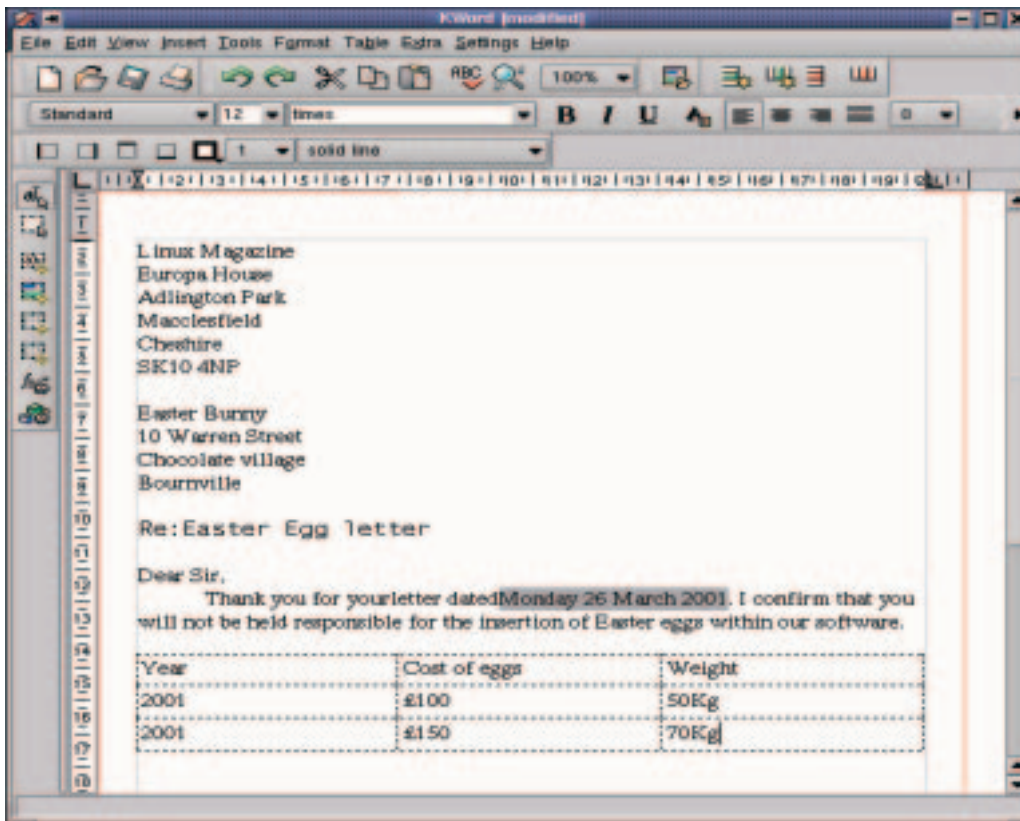 KWord [modified]
File Edit View Insert Tools Format Table Extra Settings Help
ABC 100%
Standard 12 times B I U A 0
1 solid line
Linux Magazine
Europa House
Adlington Park
Macclesfield
Cheshire
SK10 4NP
Easter Bunny
10 Warren Street
Chocolate village
Bournville
Re:Easter Egg letter
Dear Sir,
Thank you for yourletter datedMonday 26 March 2001. I confirm that you
will not be held responsible for the insertion of Easter eggs within our software.
Year Cost of eggs Weight
2001 £100 50Kg
2001 £150 70Kg